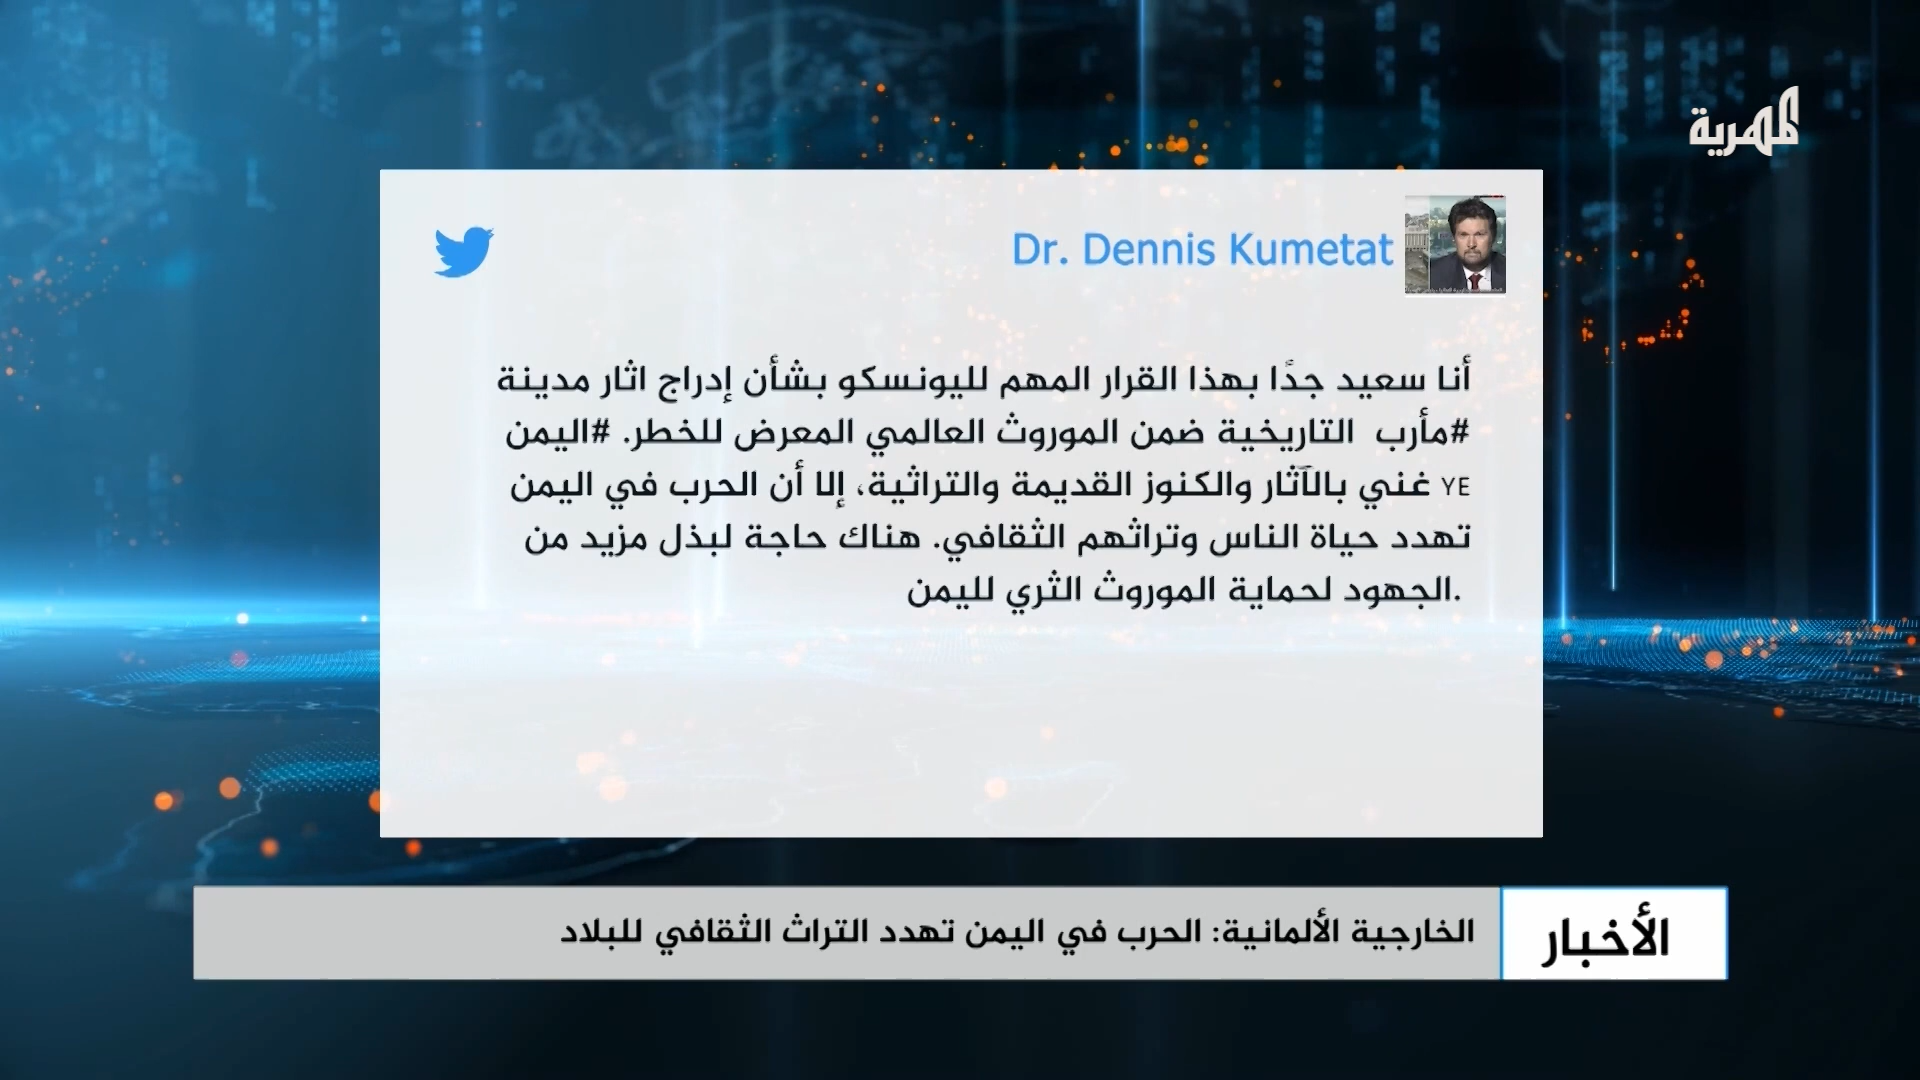 المهرية
Dr. Dennis Kumetat
أنا سعيد جدًا بهذا القرار المهم لليونسكو بشأن إدراج اثار مدينة
#مأرب التاريخية ضمن الموروث العالمي المعرض للخطر. #اليمن
YE غني بالآثار والكنوز القديمة والتراثية، إلا أن الحرب في اليمن
تهدد حياة الناس وتراثهم الثقافي. هناك حاجة لبذل مزيد من
.الجهود لحماية الموروث الثري لليمن
الأخبار
الخارجية الألمانية: الحرب في اليمن تهدد التراث الثقافي للبلاد